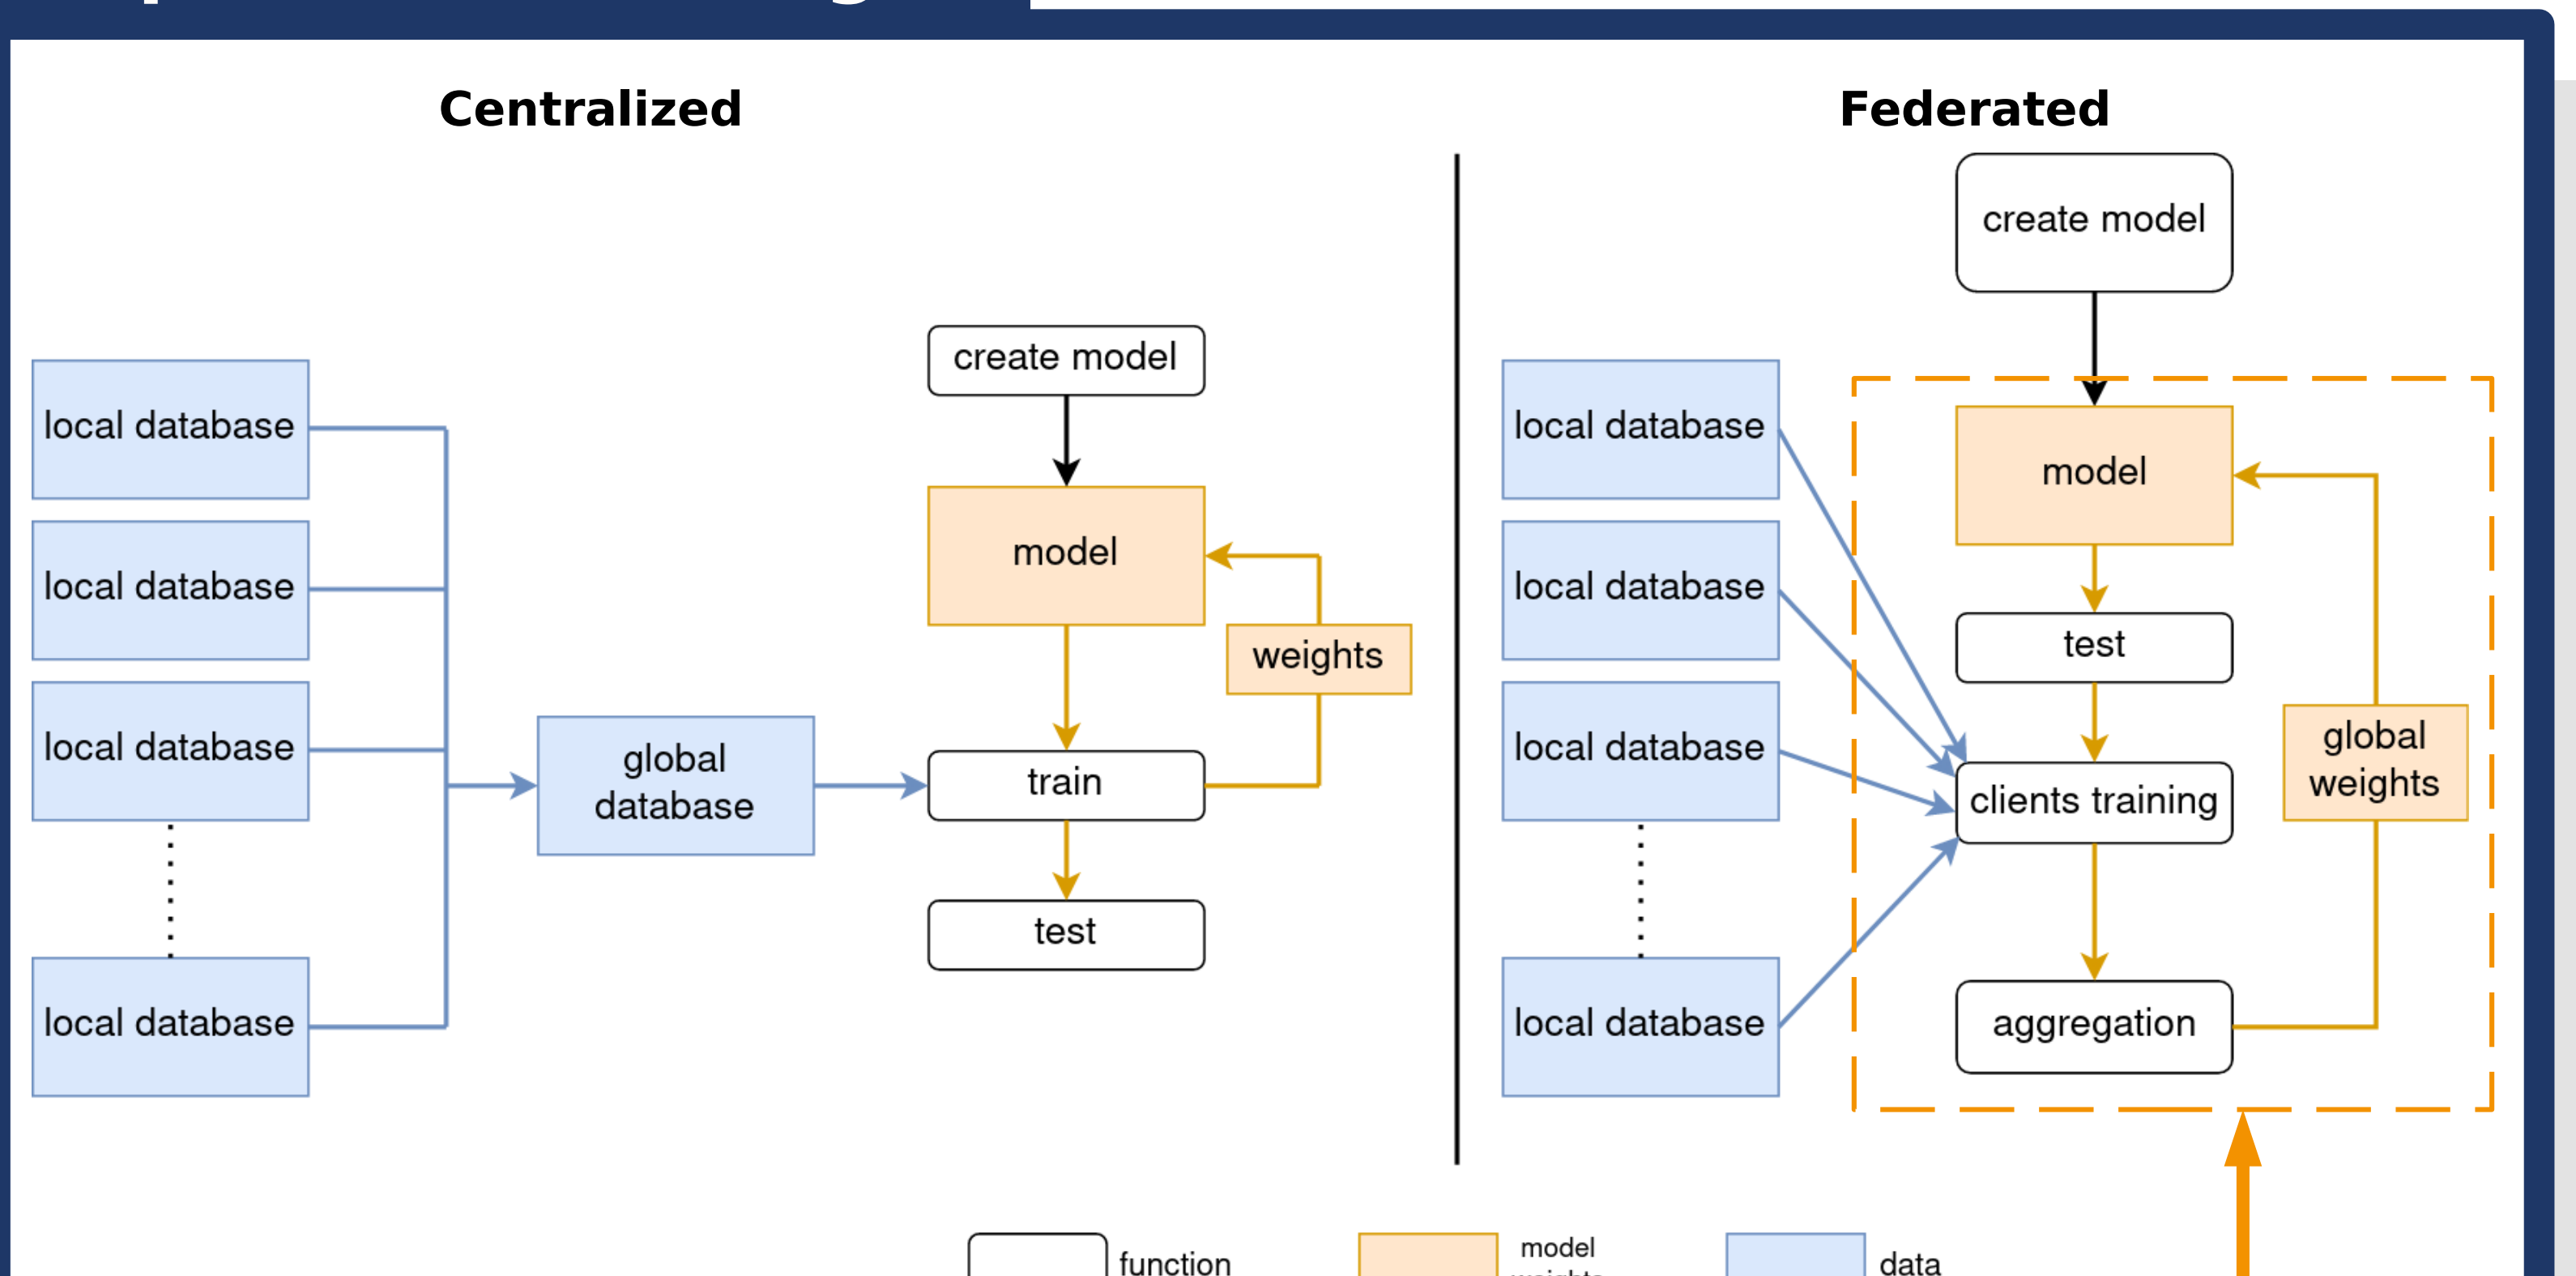 Centralized
Federated
create model
local database
local database
local database
local database
global
database
create model
model
weights
train
test
local database
local database
local database
local database
model
test
clients training
aggregation
global
weights
function
model
weights
data